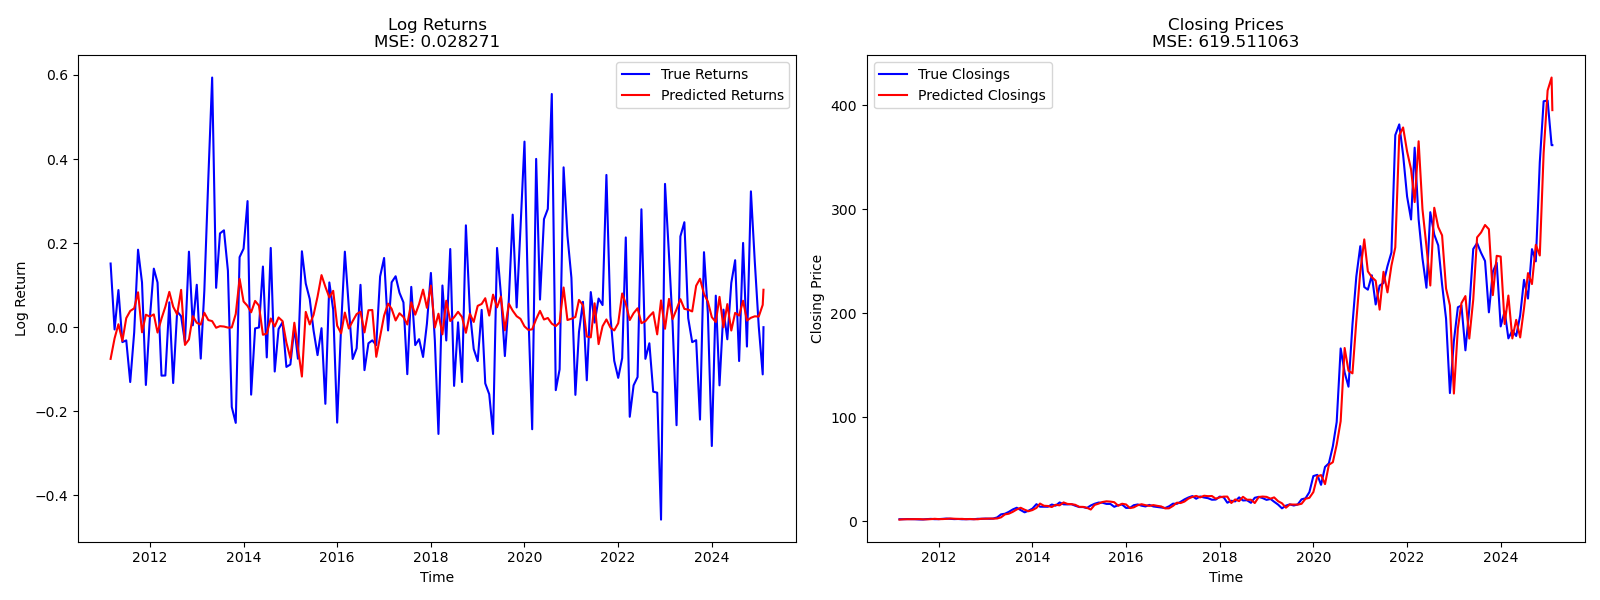 Log Returns
MSE: 0.028271
True Returns
Predicted Returns
0.6
0.4
0.2
0.0
−0.2
−0.4
Log Return
2012
2014
2016
2018
2020
2022
2024
Time
Closing Prices
MSE: 619.511063
True Closings
Predicted Closings
400
300
200
100
0
Closing Price
2012
2014
2016
2018
2020
2022
2024
Time